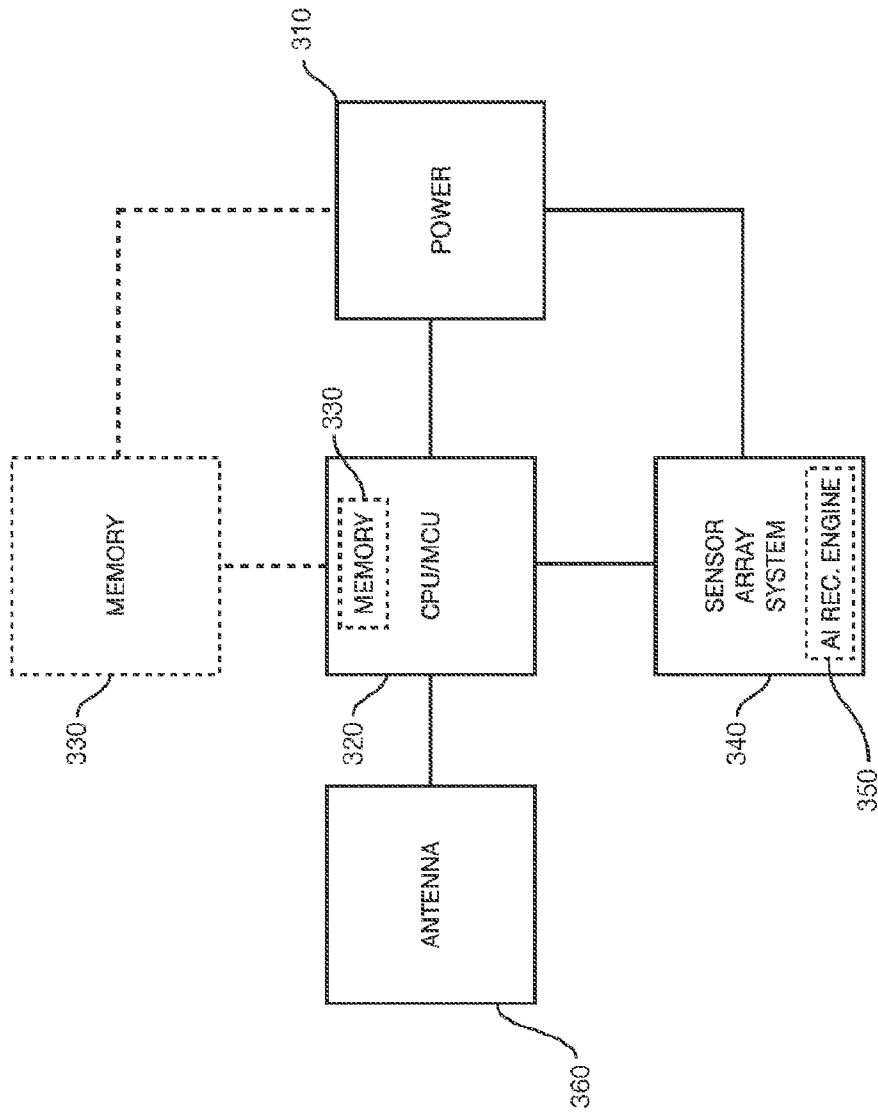 330
MEMORY
310
330
320
MEMORY
ANTENNA
CPU/MCU
POWER
360
340
SENSOR
ARRAY
SYSTEM
AI REC. ENGINE
350